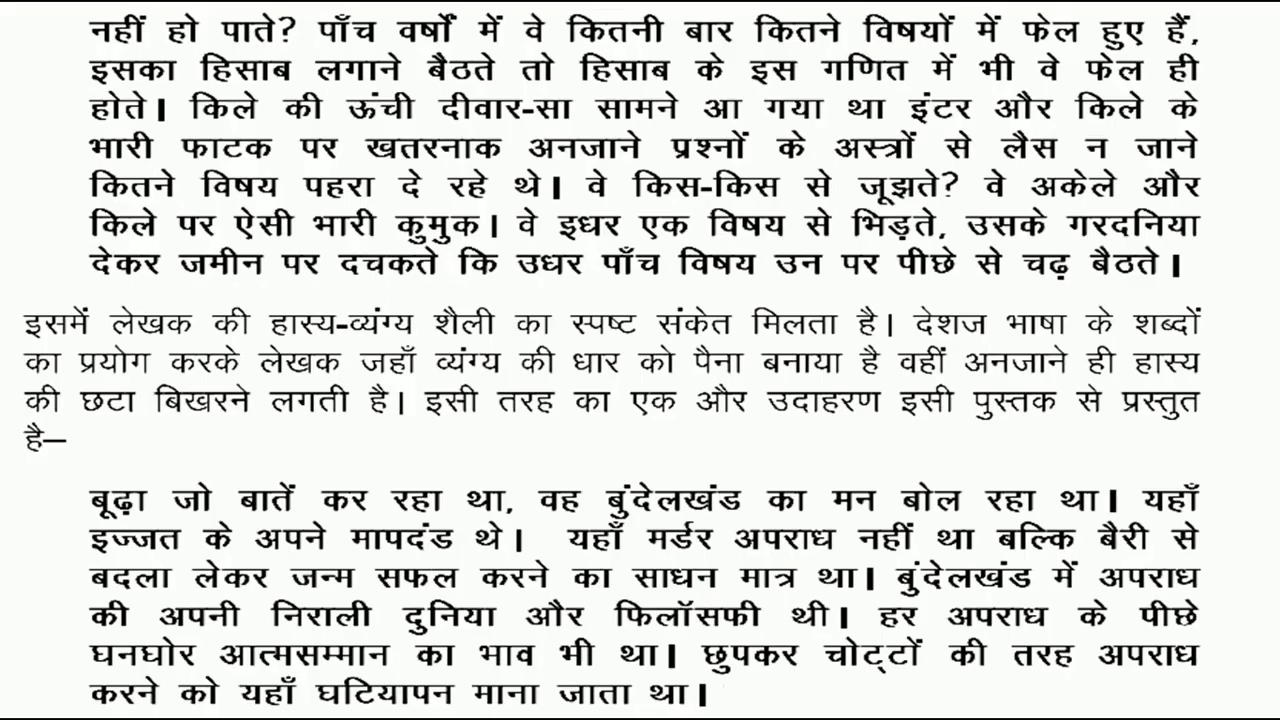 नहीं हो पाते? पाँच वर्षों में वे कितनी बार कितने विषयों में फेल हुए हैं,
इसका हिसाब लगाने बैठते तो हिसाब के इस गणित में भी वे फेल ही
होते। किले की ऊंची दीवार-सा सामने आ गया था इंटर और किले के
भारी फाटक पर खतरनाक अनजाने प्रश्नों के अस्त्रों से लैस न जाने
कितने विषय पहरा दे रहे थे। वे किस-किस से जूझते? वे अकेले और
किले पर ऐसी भारी कुमुक। वे इधर एक विषय से भिड़ते, उसके गरदनिया
देकर जमीन पर दचकते कि उधर पाँच विषय उन पर पीछे से चढ़ बैठते।
इसमें लेखक की हास्य-व्यंग्य शैली का स्पष्ट संकेत मिलता है। देशज भाषा के शब्दों
का प्रयोग करके लेखक जहाँ व्यंग्य की धार को पैना बनाया है वहीं अनजाने ही हास्य
की छटा बिखरने लगती है। इसी तरह का एक और उदाहरण इसी पुस्तक से प्रस्तुत
है—
बूढ़ा जो बातें कर रहा था, वह बुंदेलखंड का मन बोल रहा था। यहाँ
इज्जत के अपने मापदंड थे। यहाँ मर्डर अपराध नहीं था बल्कि बैरी से
बदला लेकर जन्म सफल करने का साधन मात्र था। बुंदेलखंड में अपराध
की अपनी निराली दुनिया और फिलॉसफी थी। हर अपराध के पीछे
घनघोर आत्मसम्मान का भाव भी था। छुपकर चोट्टों की तरह अपराध
करने को यहाँ घटियापन माना जाता था।